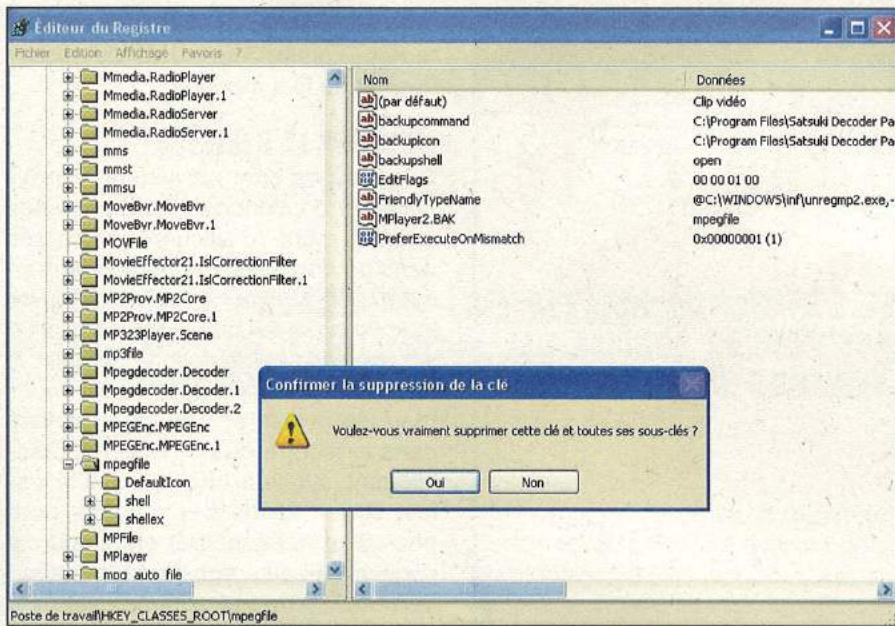 Éditeur du Registre
Fichier Edition Affichage Favoris ?
Mmedia.RadioPlayer
Mmedia.RadioPlayer.1
Mmedia.RadioServer
Mmedia.RadioServer.1
mms
mmst
mmsu
MoveBvr.MoveBvr
MoveBvr.MoveBvr.1
MOVFile
MovieEffector21.IslCorrectionFilter
MovieEffector21.IslCorrectionFilter.1
MP2Prov.MP2Core
MP2Prov.MP2Core.1
MP323Player.Scene
mp3file
Mpegdecoder.Decoder
Mpegdecoder.Decoder.1
Mpegdecoder.Decoder.2
MPEGEnc.MPEGEnc
MPEGEnc.MPEGEnc.1
mpegfile
DefaultIcon
shell
shellex
MPFile
MPlayer
mpg_auto_file
Nom Données
(par défaut) Clip vidéo
backupcommand C:\Program Files\Satsuki Decoder Pa
backupicon C:\Program Files\Satsuki Decoder Pa
backupshell open
EditFlags 00 00 01 00
FriendlyTypeName @C:\WINDOWS\inf\unregmp2.exe,-
MPlayer2.BAK mpegfile
PreferExecuteOnMismatch 0x00000001 (1)
Confirmer la suppression de la clé
Voulez-vous vraiment supprimer cette clé et toutes ses sous-clés ?
Oui Non
Poste de travail\HKEY_CLASSES_ROOT\mpegfile